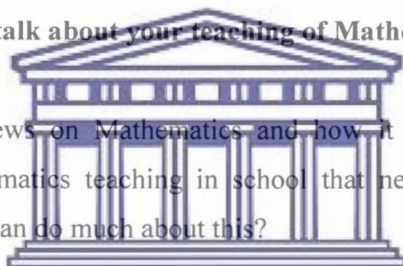 talk about your teaching of Mathe
ews on Mathematics and how it
matics teaching in school that ne
an do much about this?